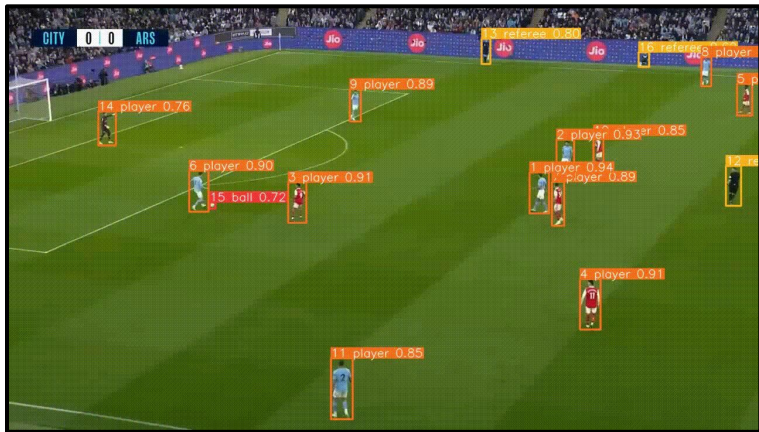 CITY 0 0 ARS
Jio
Jio
Jio
Jio
13 referee 0.80
16 refere
8 player
5 p
9 player 0.89
14 player 0.76
2 player 0.93
er 0.85
12 re
6 player 0.90
3 player 0.91
1 player 0.94
player 0.89
15 ball 0.72
4 player 0.91
11
11 player 0.85
2